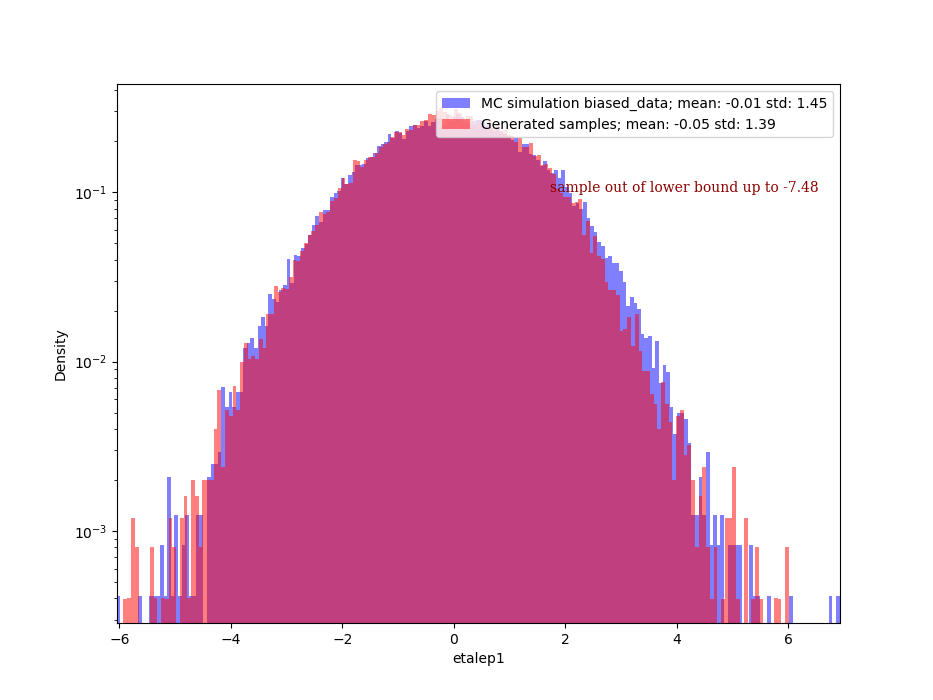 MC simulation biased_data; mean: -0.01 std: 1.45
Generated samples; mean: -0.05 std: 1.39
sample out of lower bound up to -7.48
10⁻¹
10⁻²
10⁻³
Density
−6 −4 −2 0 2 4 6
etalep1